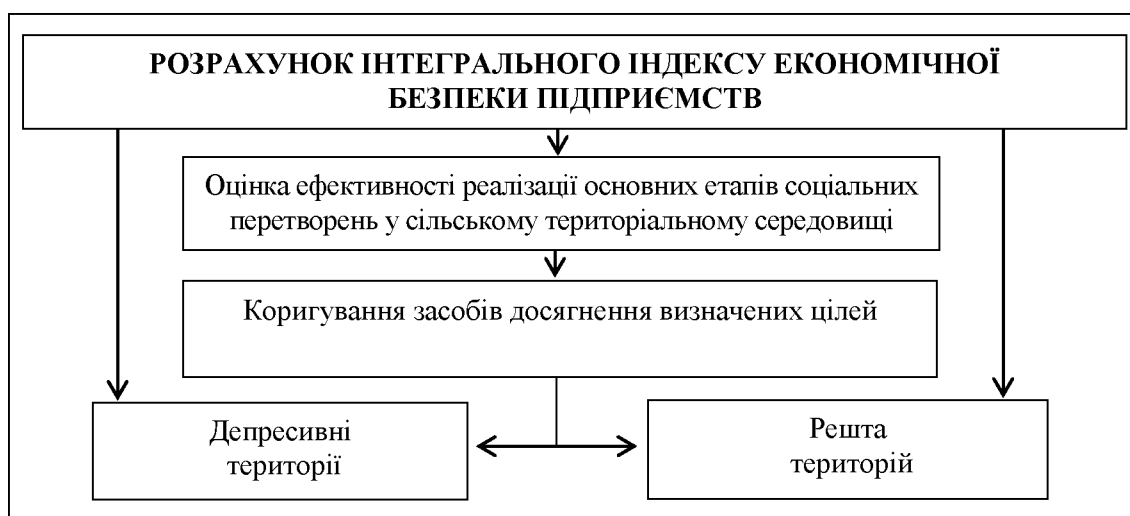 РОЗРАХУНОК ІНТЕГРАЛЬНОГО ІНДЕКСУ ЕКОНОМІЧНОЇ
БЕЗПЕКИ ПІДПРИЄМСТВ
Оцінка ефективності реалізації основних етапів соціальних
перетворень у сільському територіальному середовищі
Коригування засобів досягнення визначених цілей
Депресивні
території
Решта
територій